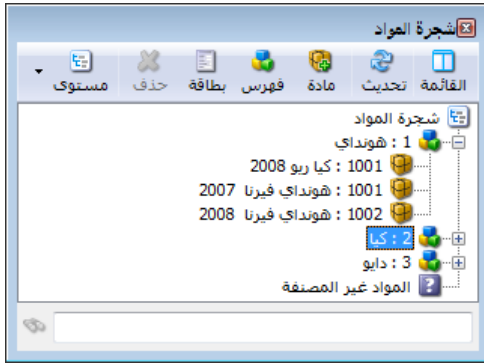 شجرة المواد
القائمة تحديث مادة فهرس بطاقة حذف مستوى
شجرة المواد
1 : هونداي
1001 : كيا ريو 2008
1001 : هونداي فيرنا 2007
1002 : هونداي فيرنا 2008
2 : كيا
3 : دايو
المواد غير المصنفة